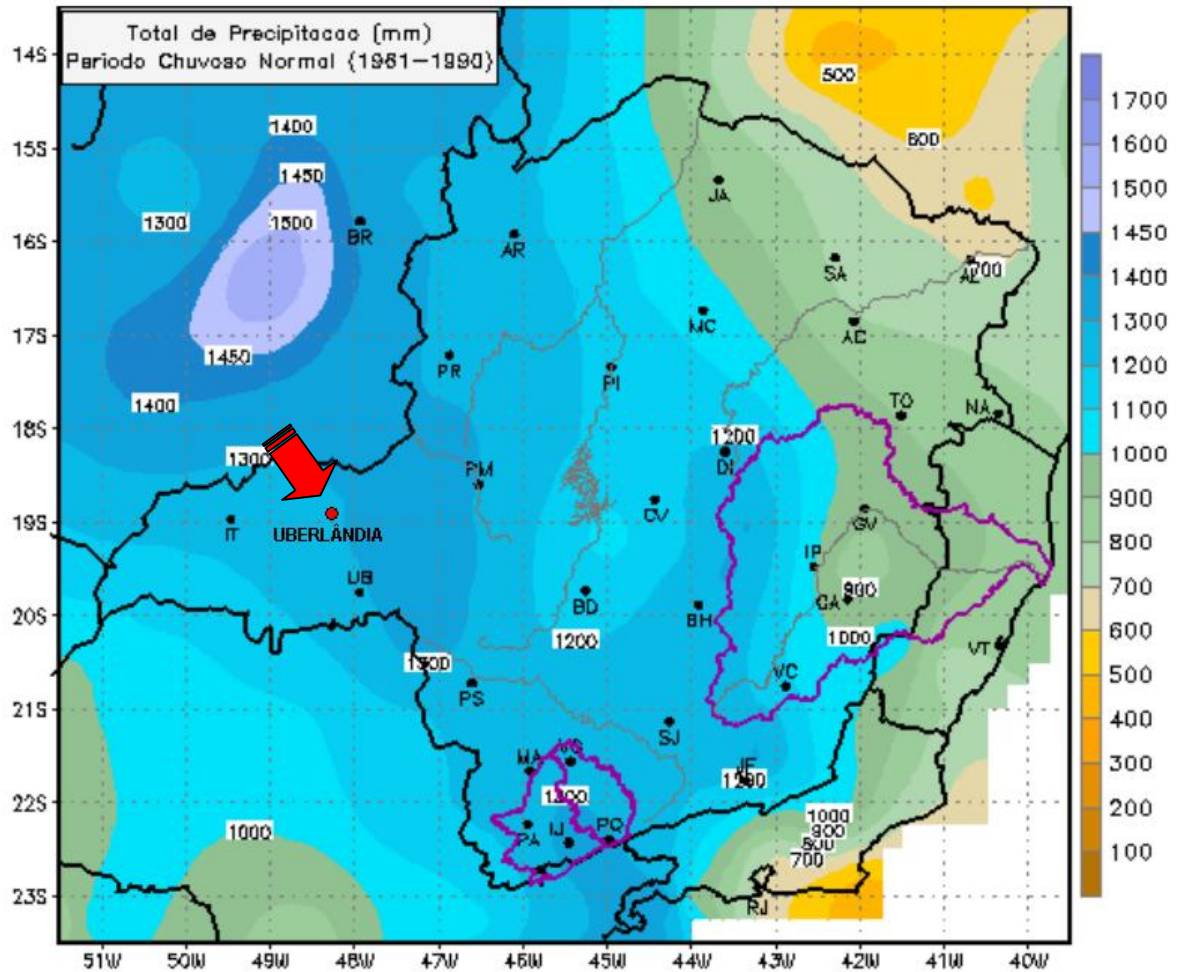 Total de Precipitacao (mm)
Periodo Chuvoso Normal (1961-1990)
14S
15S
16S
17S
18S
19S
20S
21S
22S
23S
500
600
1400
1450
1500
1300
BR
AR
JA
SA
700
AL
MC
AE
1450
PR
PI
1400
TO
NA
1200
DI
1300
PM
CV
GV
IT
UBERLÂNDIA
UB
IP
BD
BH
CA
900
1200
1000
VT
1300
PS
VC
SJ
MA
VG
JF
1200
1200
1000
900
800
700
PA
IJ
PQ
1000
RJ
51W
50W
49W
48W
47W
46W
45W
44W
43W
42W
41W
40W
1700
1600
1500
1450
1400
1300
1200
1100
1000
900
800
700
600
500
400
300
200
100